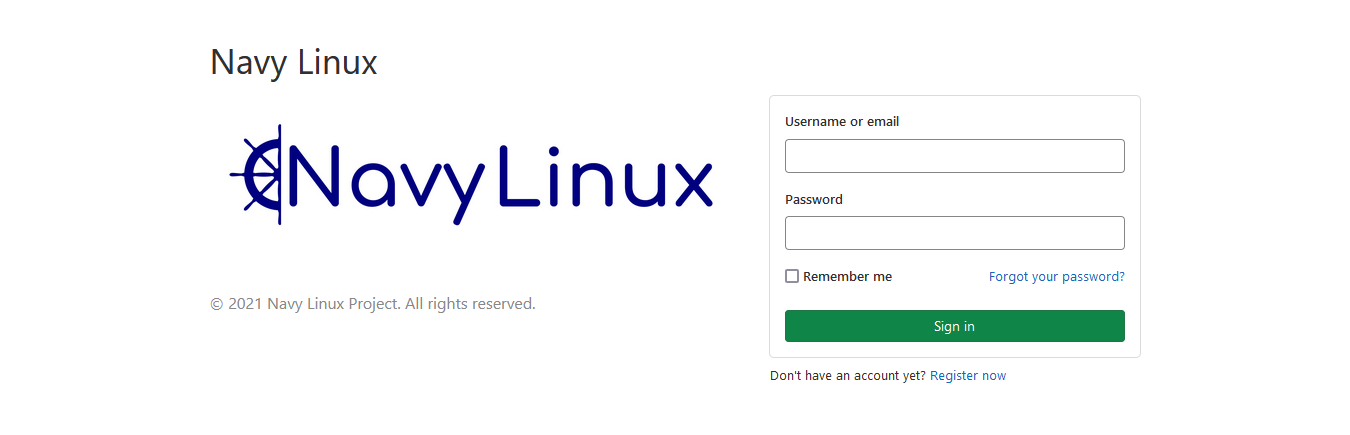 Navy Linux
NavyLinux
© 2021 Navy Linux Project. All rights reserved.
Username or email
Password
Remember me
Forgot your password?
Sign in
Don't have an account yet? Register now